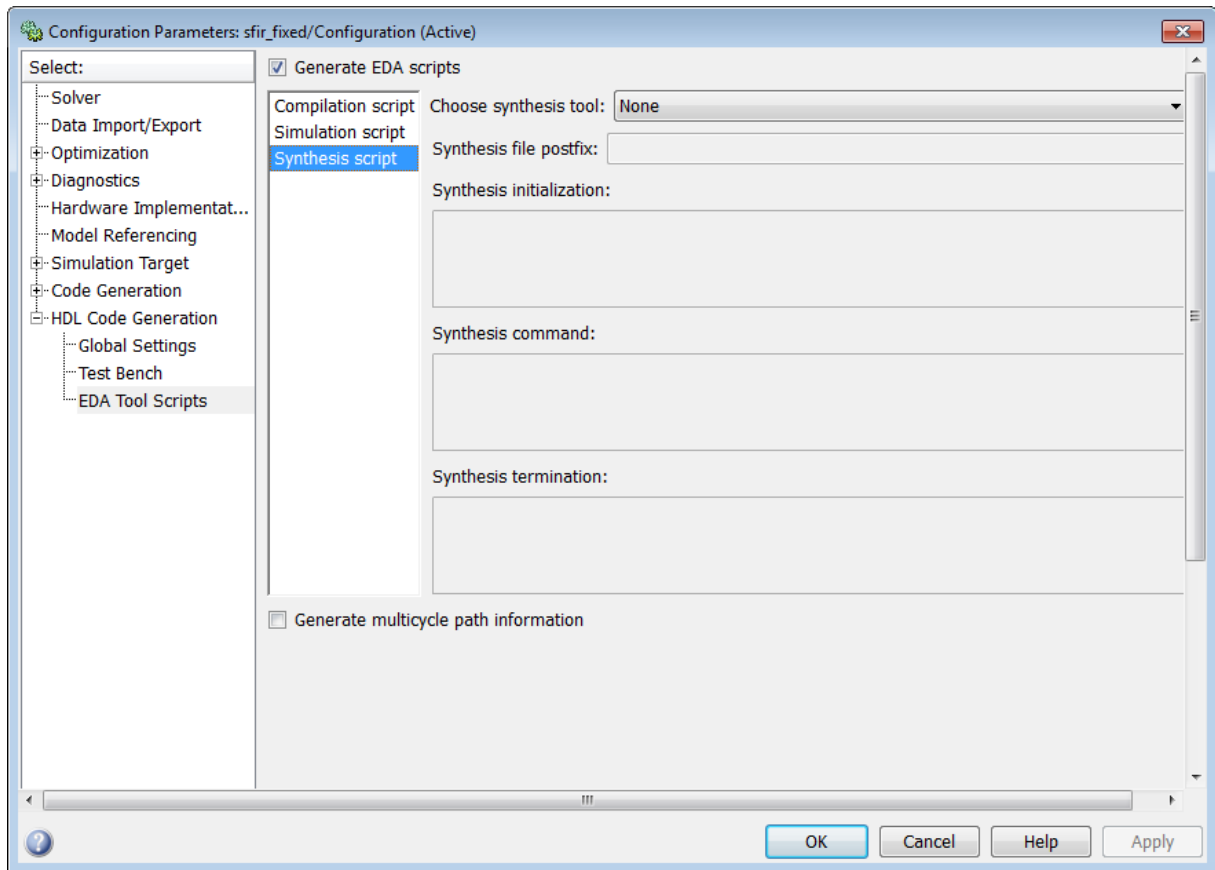 Configuration Parameters: sfir_fixed/Configuration (Active)
Select:
Solver
Data Import/Export
Optimization
Diagnostics
Hardware Implementat...
Model Referencing
Simulation Target
Code Generation
HDL Code Generation
Global Settings
Test Bench
EDA Tool Scripts
Generate EDA scripts
Compilation script
Simulation script
Synthesis script
Choose synthesis tool: None
Synthesis file postfix:
Synthesis initialization:
Synthesis command:
Synthesis termination:
Generate multicycle path information
OK
Cancel
Help
Apply